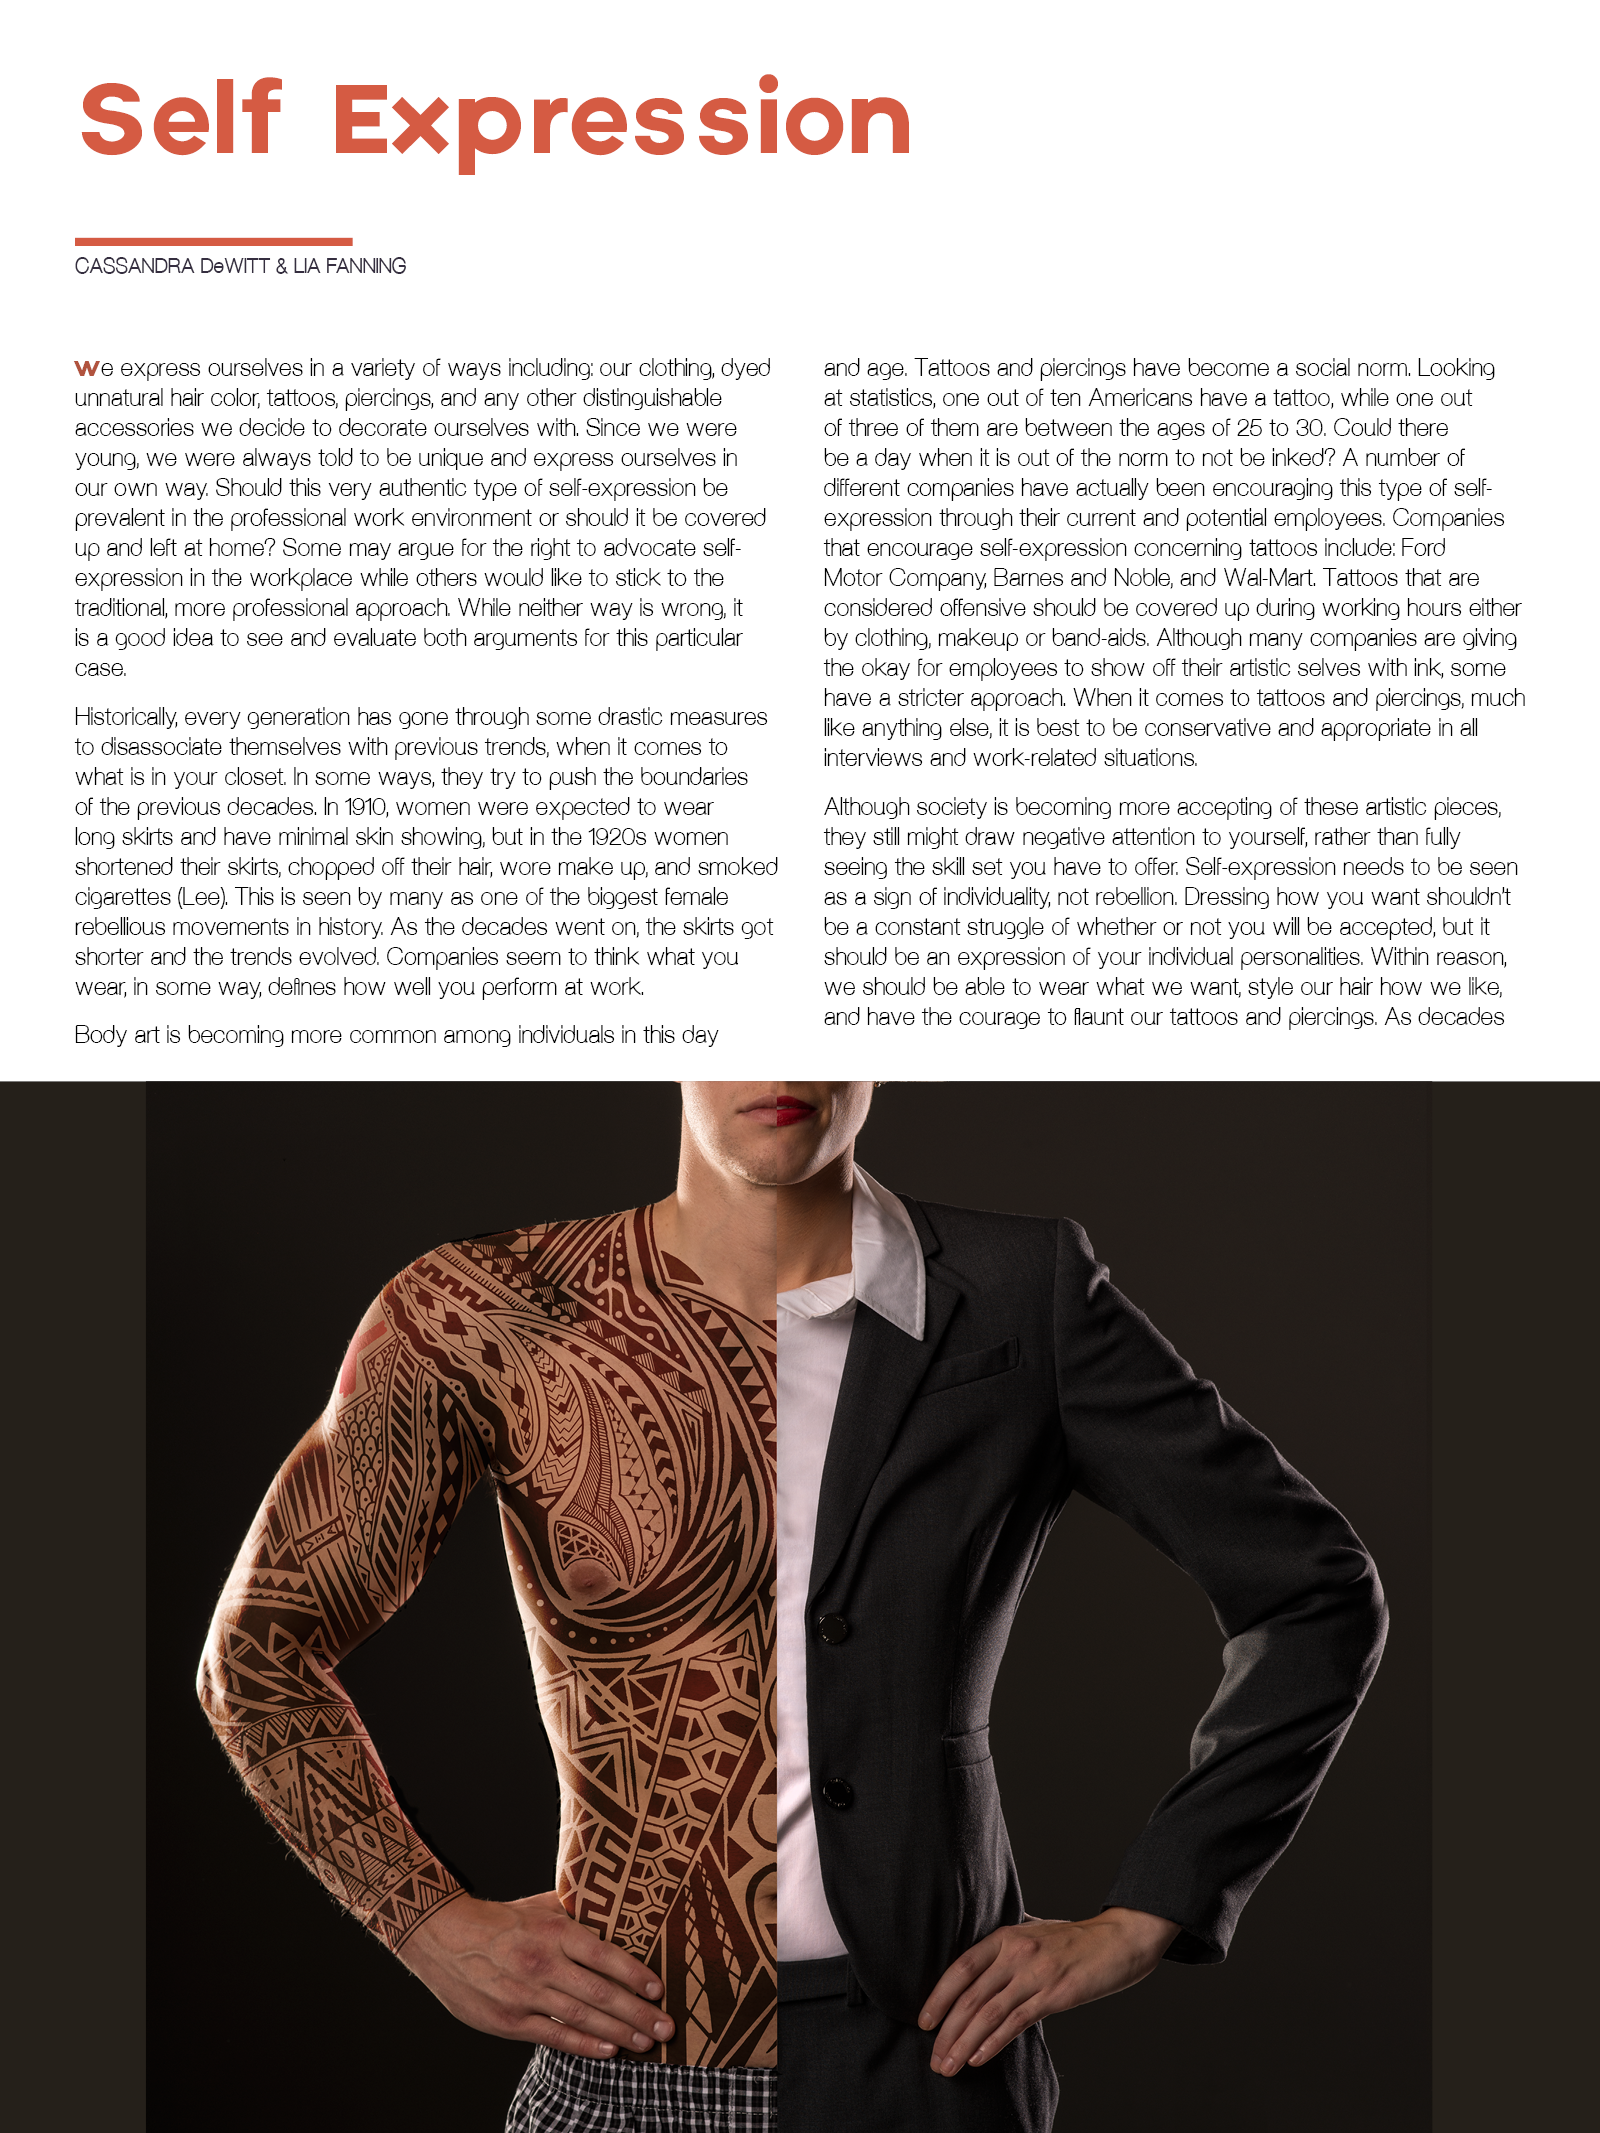 Self Expression
CASSANDRA DeWITT & LIA FANNING
We express ourselves in a variety of ways including: our clothing, dyed
unnatural hair color, tattoos, piercings, and any other distinguishable
accessories we decide to decorate ourselves with. Since we were
young, we were always told to be unique and express ourselves in
our own way. Should this very authentic type of self-expression be
prevalent in the professional work environment or should it be covered
up and left at home? Some may argue for the right to advocate self-
expression in the workplace while others would like to stick to the
traditional, more professional approach. While neither way is wrong, it
is a good idea to see and evaluate both arguments for this particular
case.
Historically, every generation has gone through some drastic measures
to disassociate themselves with previous trends, when it comes to
what is in your closet. In some ways, they try to push the boundaries
of the previous decades. In 1910, women were expected to wear
long skirts and have minimal skin showing, but in the 1920s women
shortened their skirts, chopped off their hair, wore make up, and smoked
cigarettes (Lee). This is seen by many as one of the biggest female
rebellious movements in history. As the decades went on, the skirts got
shorter and the trends evolved. Companies seem to think what you
wear, in some way, defines how well you perform at work.
Body art is becoming more common among individuals in this day
and age. Tattoos and piercings have become a social norm. Looking
at statistics, one out of ten Americans have a tattoo, while one out
of three of them are between the ages of 25 to 30. Could there
be a day when it is out of the norm to not be inked? A number of
different companies have actually been encouraging this type of self-
expression through their current and potential employees. Companies
that encourage self-expression concerning tattoos include: Ford
Motor Company, Barnes and Noble, and Wal-Mart. Tattoos that are
considered offensive should be covered up during working hours either
by clothing, makeup or band-aids. Although many companies are giving
the okay for employees to show off their artistic selves with ink, some
have a stricter approach. When it comes to tattoos and piercings, much
like anything else, it is best to be conservative and appropriate in all
interviews and work-related situations.
Although society is becoming more accepting of these artistic pieces,
they still might draw negative attention to yourself, rather than fully
seeing the skill set you have to offer. Self-expression needs to be seen
as a sign of individuality, not rebellion. Dressing how you want shouldn't
be a constant struggle of whether or not you will be accepted, but it
should be an expression of your individual personalities. Within reason,
we should be able to wear what we want, style our hair how we like,
and have the courage to flaunt our tattoos and piercings. As decades